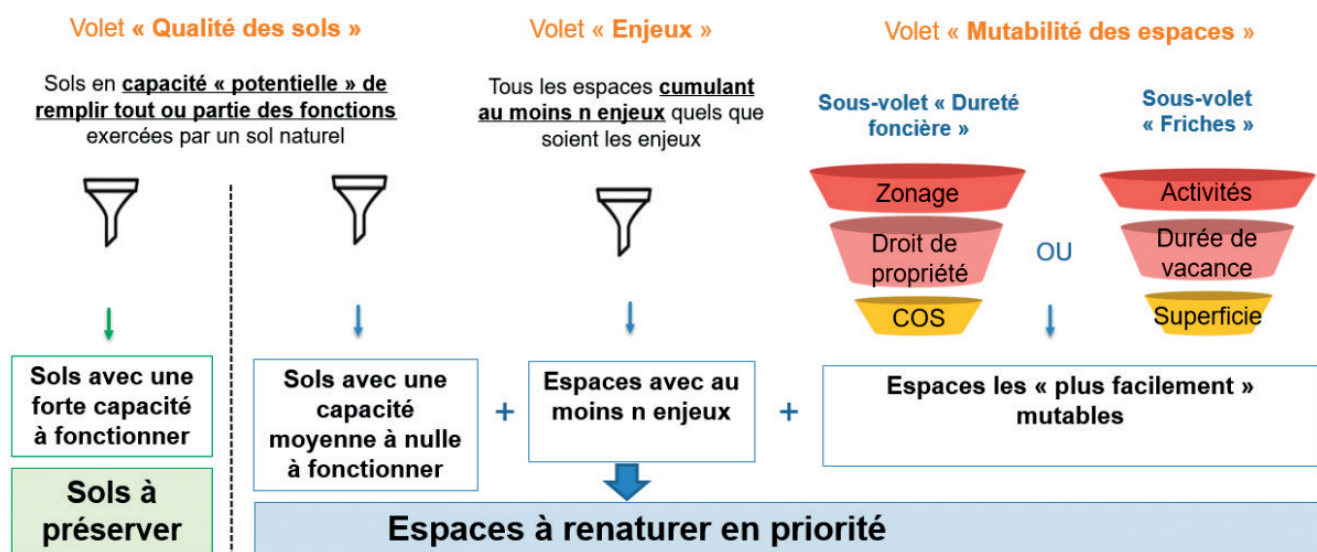 Volet « Qualité des sols »
Sols en capacité « potentielle » de
remplir tout ou partie des fonctions
exercées par un sol naturel
Sols avec une
forte capacité
à fonctionner
Sols à
préserver
Sols avec une
capacité
moyenne à nulle
à fonctionner
+
Volet « Enjeux »
Tous les espaces cumulant
au moins n enjeux quels que
soient les enjeux
Espaces avec au
moins n enjeux
+
Volet « Mutabilité des espaces »
Sous-volet « Dureté
foncière »
Zonage
Droit de
propriété
COS
OU
Sous-volet
« Friches »
Activités
Durée de
vacance
Superficie
Espaces les « plus facilement »
mutables
Espaces à renaturer en priorité